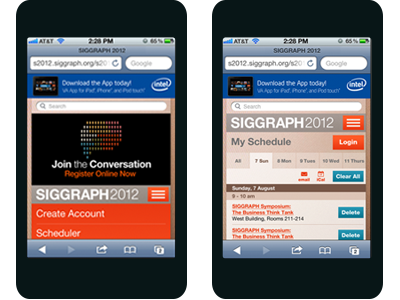 AT&T 2:28 PM 66%
SIGGRAPH 2012
s2012.siggraph.org/s20 Google
Download the App today!
VA App for iPad, iPhone, and iPod touch!
intel
Search
Join the Conversation
Register Online Now
SIGGRAPH2012
Create Account
Scheduler
2
AT&T 2:28 PM 65%
SIGGRAPH 2012
s2012.siggraph.org/s20 Google
Download the App today!
VA App for iPad, iPhone, and iPod touch!
intel
Search
SIGGRAPH2012
My Schedule Login
All 7 Sun 8 Mon 9 Tues 10 Wed 11 Thurs
email iCal Clear All
Sunday, 7 August
9 - 10 am
SIGGRAPH Symposium:
The Business Think Tank
West Building, Rooms 211-214
Delete
SIGGRAPH Symposium:
The Business Think Tank
Delete
2